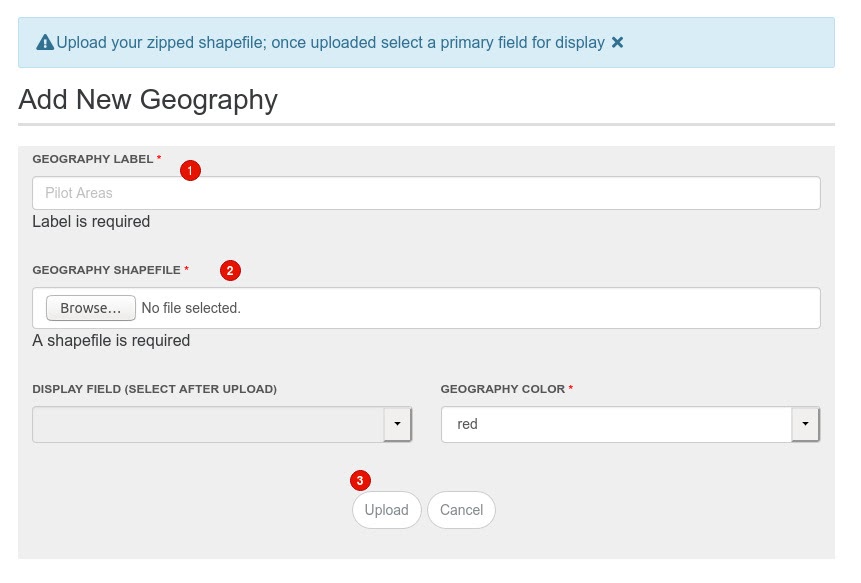 Upload your zipped shapefile; once uploaded select a primary field for display ×
Add New Geography
GEOGRAPHY LABEL *
1
Pilot Areas
Label is required
GEOGRAPHY SHAPEFILE *
2
Browse... No file selected.
A shapefile is required
DISPLAY FIELD (SELECT AFTER UPLOAD)
GEOGRAPHY COLOR *
red
3
Upload
Cancel